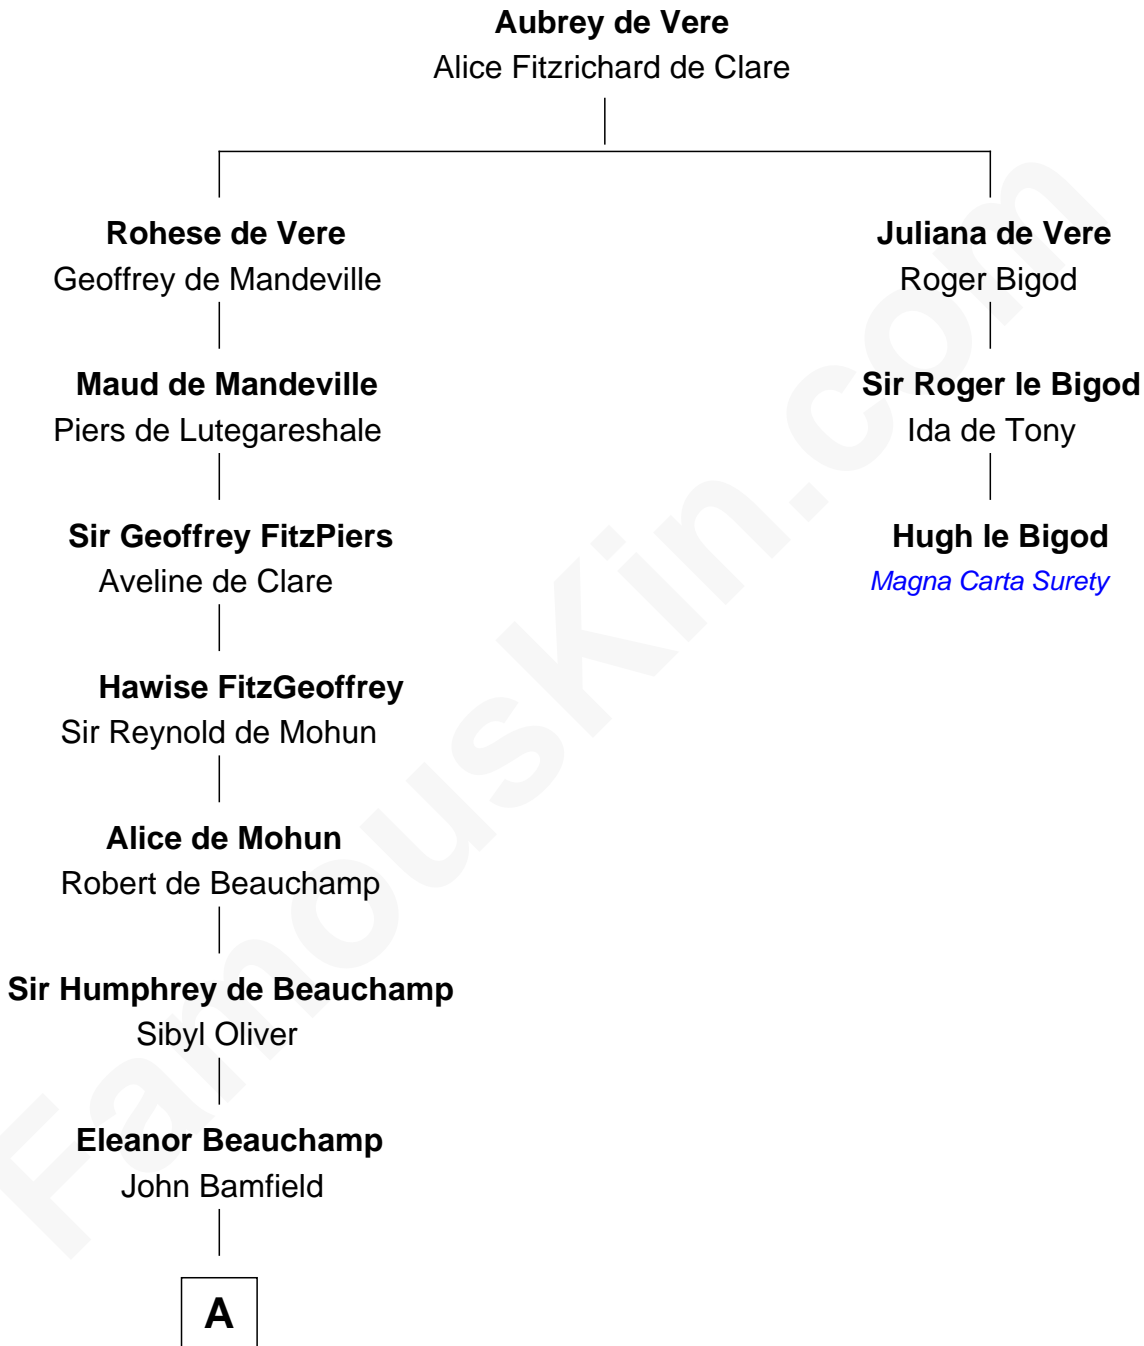 Aubrey de Vere
Alice Fitzrichard de Clare
Rohese de Vere
Geoffrey de Mandeville
Juliana de Vere
Roger Bigod
Maud de Mandeville
Piers de Lutegareshale
Sir Roger le Bigod
Ida de Tony
Sir Geoffrey FitzPiers
Aveline de Clare
Hugh le Bigod
Magna Carta Surety
Hawise FitzGeoffrey
Sir Reynold de Mohun
Alice de Mohun
Robert de Beauchamp
Sir Humphrey de Beauchamp
Sibyl Oliver
Eleanor Beauchamp
John Bamfield
A
FamousKin.com